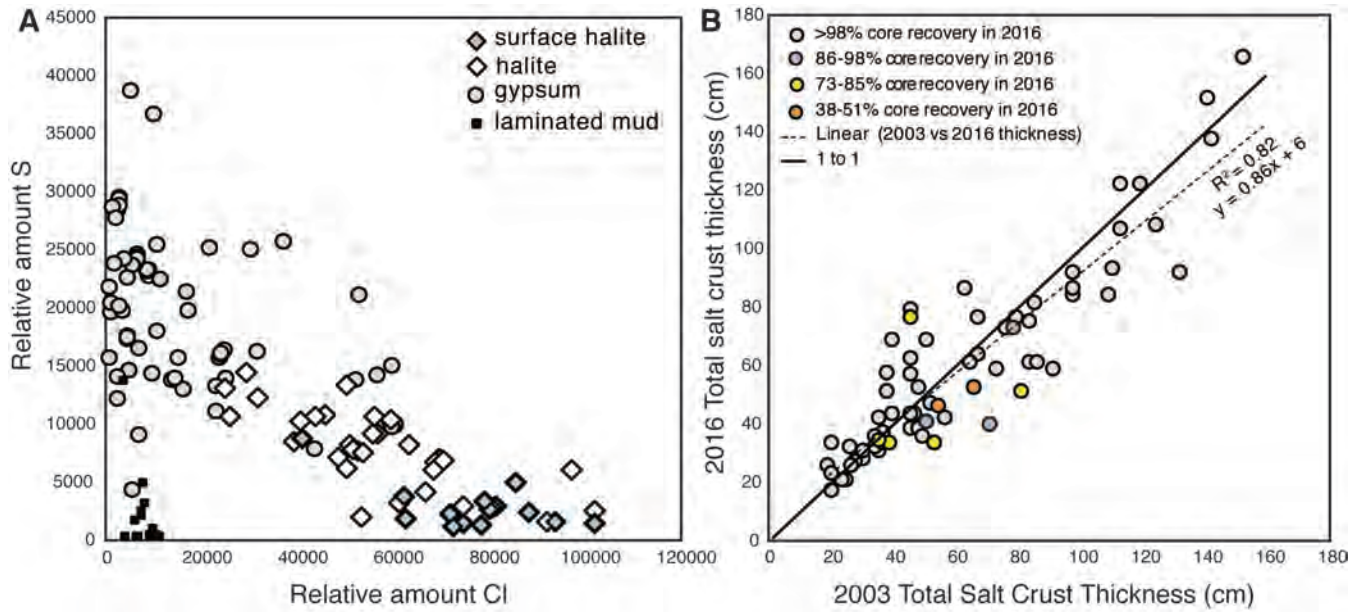 A
45000
40000
35000
30000
25000
20000
15000
10000
5000
0
Relative amount S
surface halite
halite
gypsum
laminated mud
0 20000 40000 60000 80000 100000 120000
Relative amount Cl
B
180
160
140
120
100
80
60
40
20
0
2016 Total salt crust thickness (cm)
>98% core recovery in 2016
86-98% core recovery in 2016
73-85% core recovery in 2016
38-51% core recovery in 2016
Linear (2003 vs 2016 thickness)
1 to 1
R²= 0.82
y = 0.86x + 6
0 20 40 60 80 100 120 140 160 180
2003 Total Salt Crust Thickness (cm)